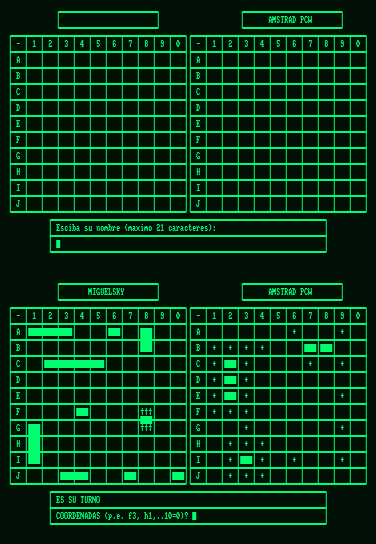 AMSTRAD PCW
- 1 2 3 4 5 6 7 8 9 0 - 1 2 3 4 5 6 7 8 9 0
A A
B B
C C
D D
E E
F F
G G
H H
I I
J J
Esciba su nombre (maximo 21 caracteres):
MIGUELSKY AMSTRAD PCW
- 1 2 3 4 5 6 7 8 9 0 - 1 2 3 4 5 6 7 8 9 0
A A + +
B B + + + +
C C + + + +
D D + +
E E + + +
F ††† F + + +
G ††† G + +
H H + + +
I I + + + +
J J + + +
ES SU TURNO
COORDENADAS (p.e. f3, h1,..10=0)?